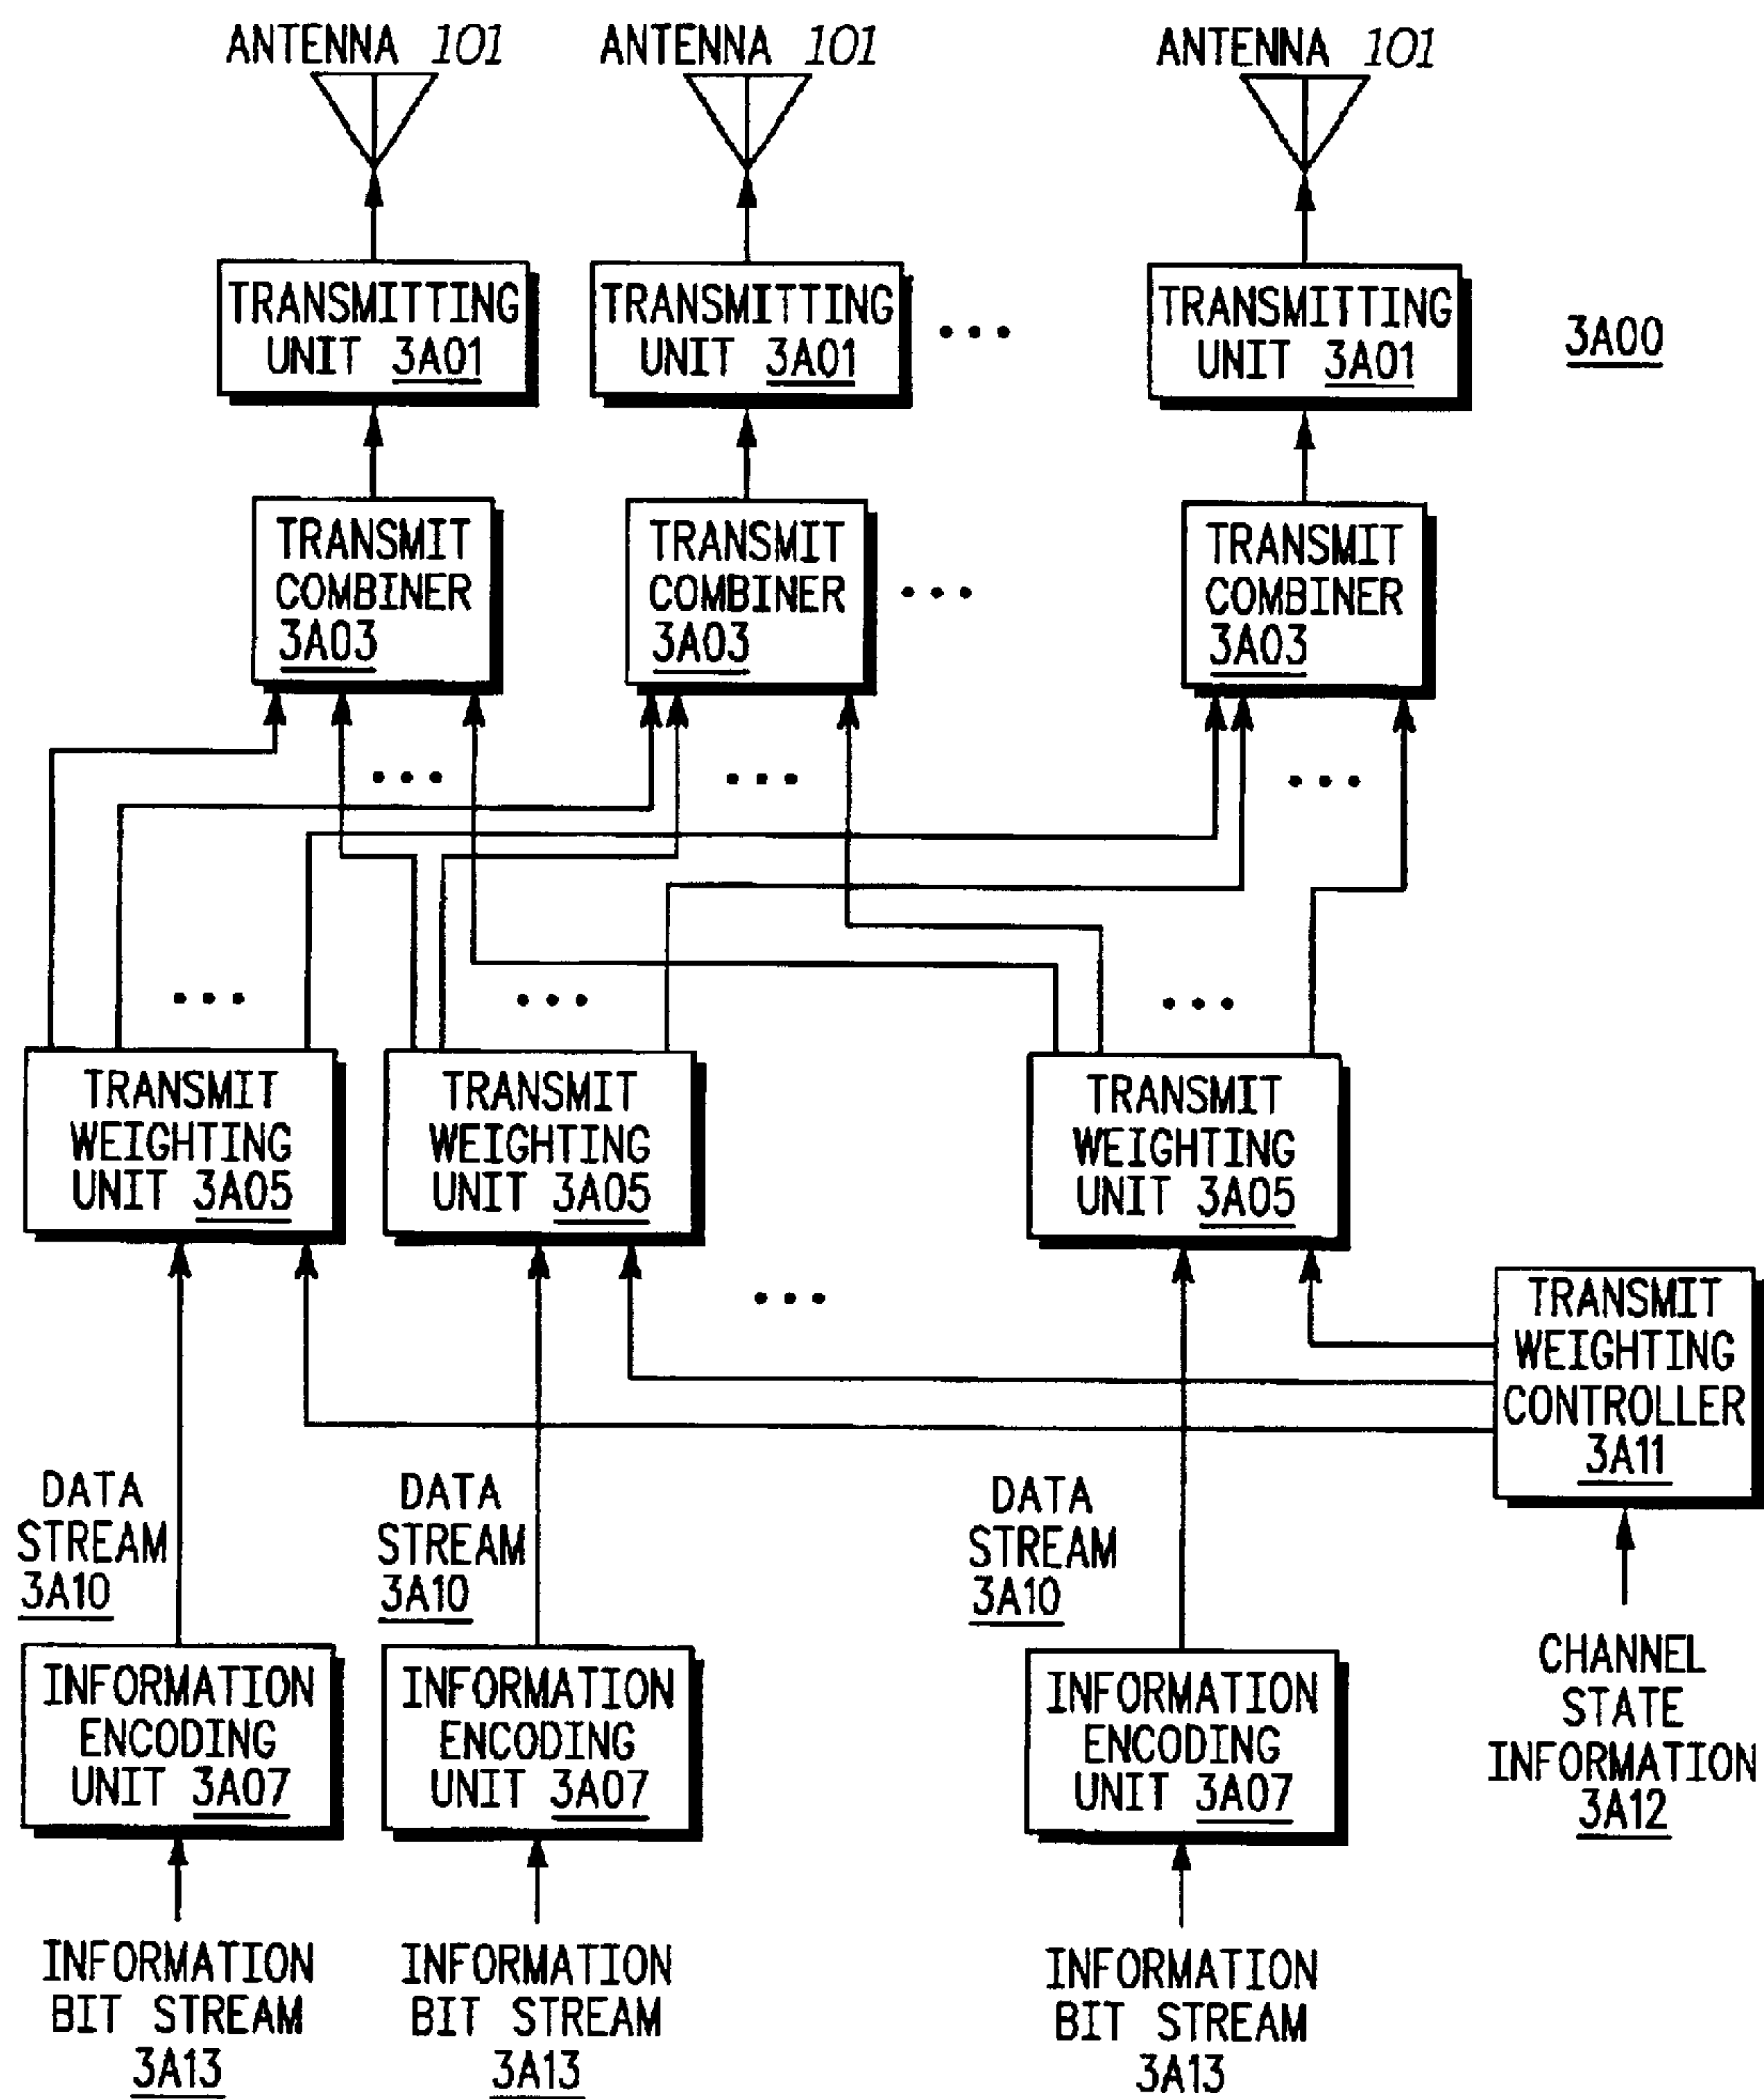 ANTENNA 101
ANTENNA 101
ANTENNA 101
TRANSMITTING
UNIT 3A01
TRANSMITTING
UNIT 3A01
TRANSMITTING
UNIT 3A01
3A00
TRANSMIT
COMBINER
3A03
TRANSMIT
COMBINER
3A03
TRANSMIT
COMBINER
3A03
TRANSMIT
WEIGHTING
UNIT 3A05
TRANSMIT
WEIGHTING
UNIT 3A05
TRANSMIT
WEIGHTING
UNIT 3A05
TRANSMIT
WEIGHTING
CONTROLLER
3A11
DATA
STREAM
3A10
DATA
STREAM
3A10
DATA
STREAM
3A10
CHANNEL
STATE
INFORMATION
3A12
INFORMATION
ENCODING
UNIT 3A07
INFORMATION
ENCODING
UNIT 3A07
INFORMATION
ENCODING
UNIT 3A07
INFORMATION
BIT STREAM
3A13
INFORMATION
BIT STREAM
3A13
INFORMATION
BIT STREAM
3A13